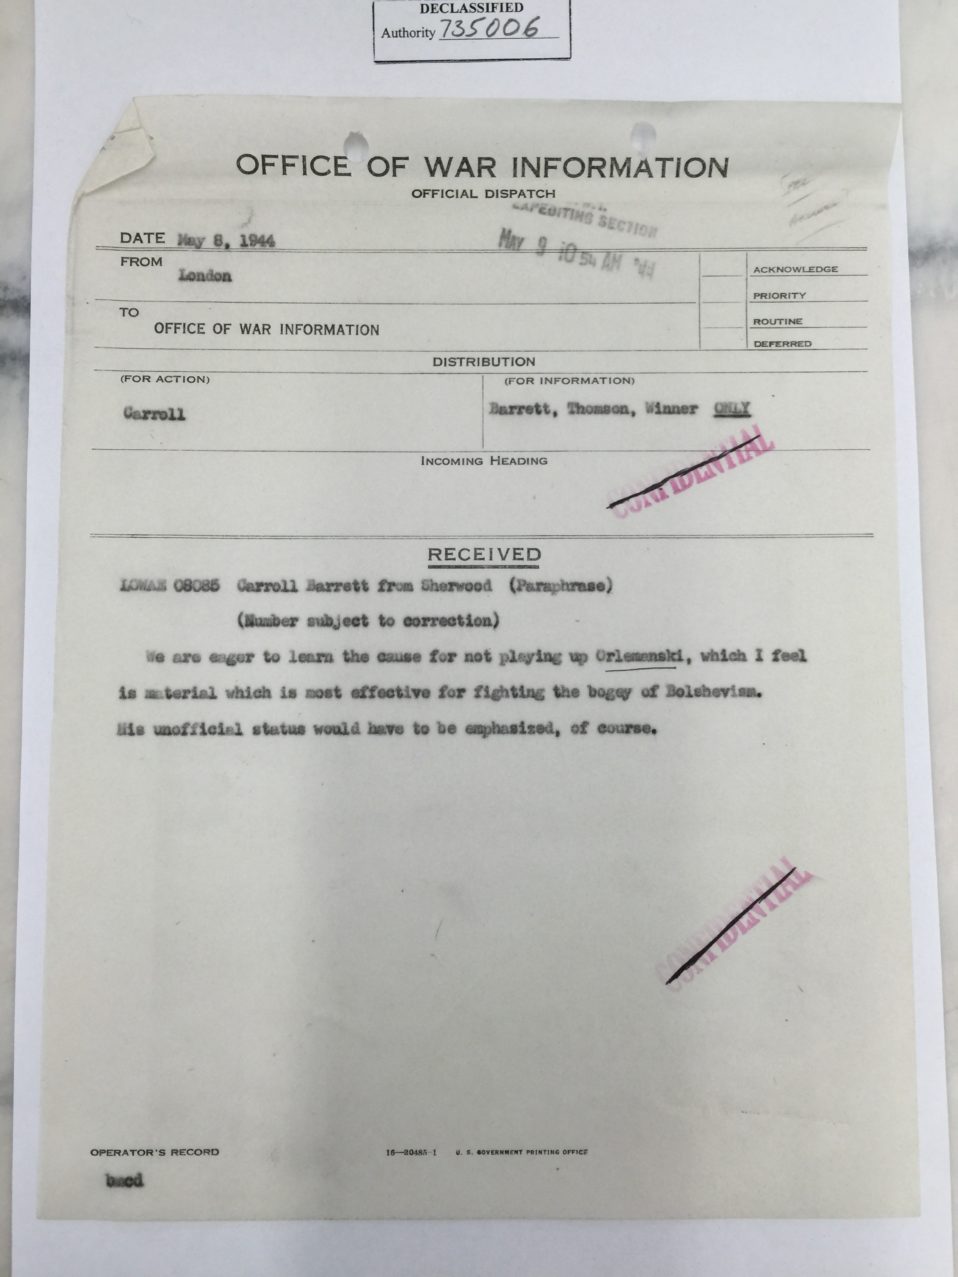 DECLASSIFIED
Authority 735006
OFFICE OF WAR INFORMATION
OFFICIAL DISPATCH
EXPEDITING SECTION
MAY 9 10 54 AM '44
DATE May 8, 1944
FROM
London
ACKNOWLEDGE
PRIORITY
TO
OFFICE OF WAR INFORMATION
ROUTINE
DEFERRED
DISTRIBUTION
(FOR ACTION)
(FOR INFORMATION)
Carroll
Barrett, Thomson, Winner ONLY
INCOMING HEADING
CONFIDENTIAL
RECEIVED
08085 Carroll Barrett from Sherwood (Paraphrase)
(Number subject to correction)
We are eager to learn the cause for not playing up Orlemanski, which I feel
is material which is most effective for fighting the bogey of Bolshevism.
His unofficial status would have to be emphasized, of course.
CONFIDENTIAL
OPERATOR'S RECORD
16—20485-1 U. S. GOVERNMENT PRINTING OFFICE